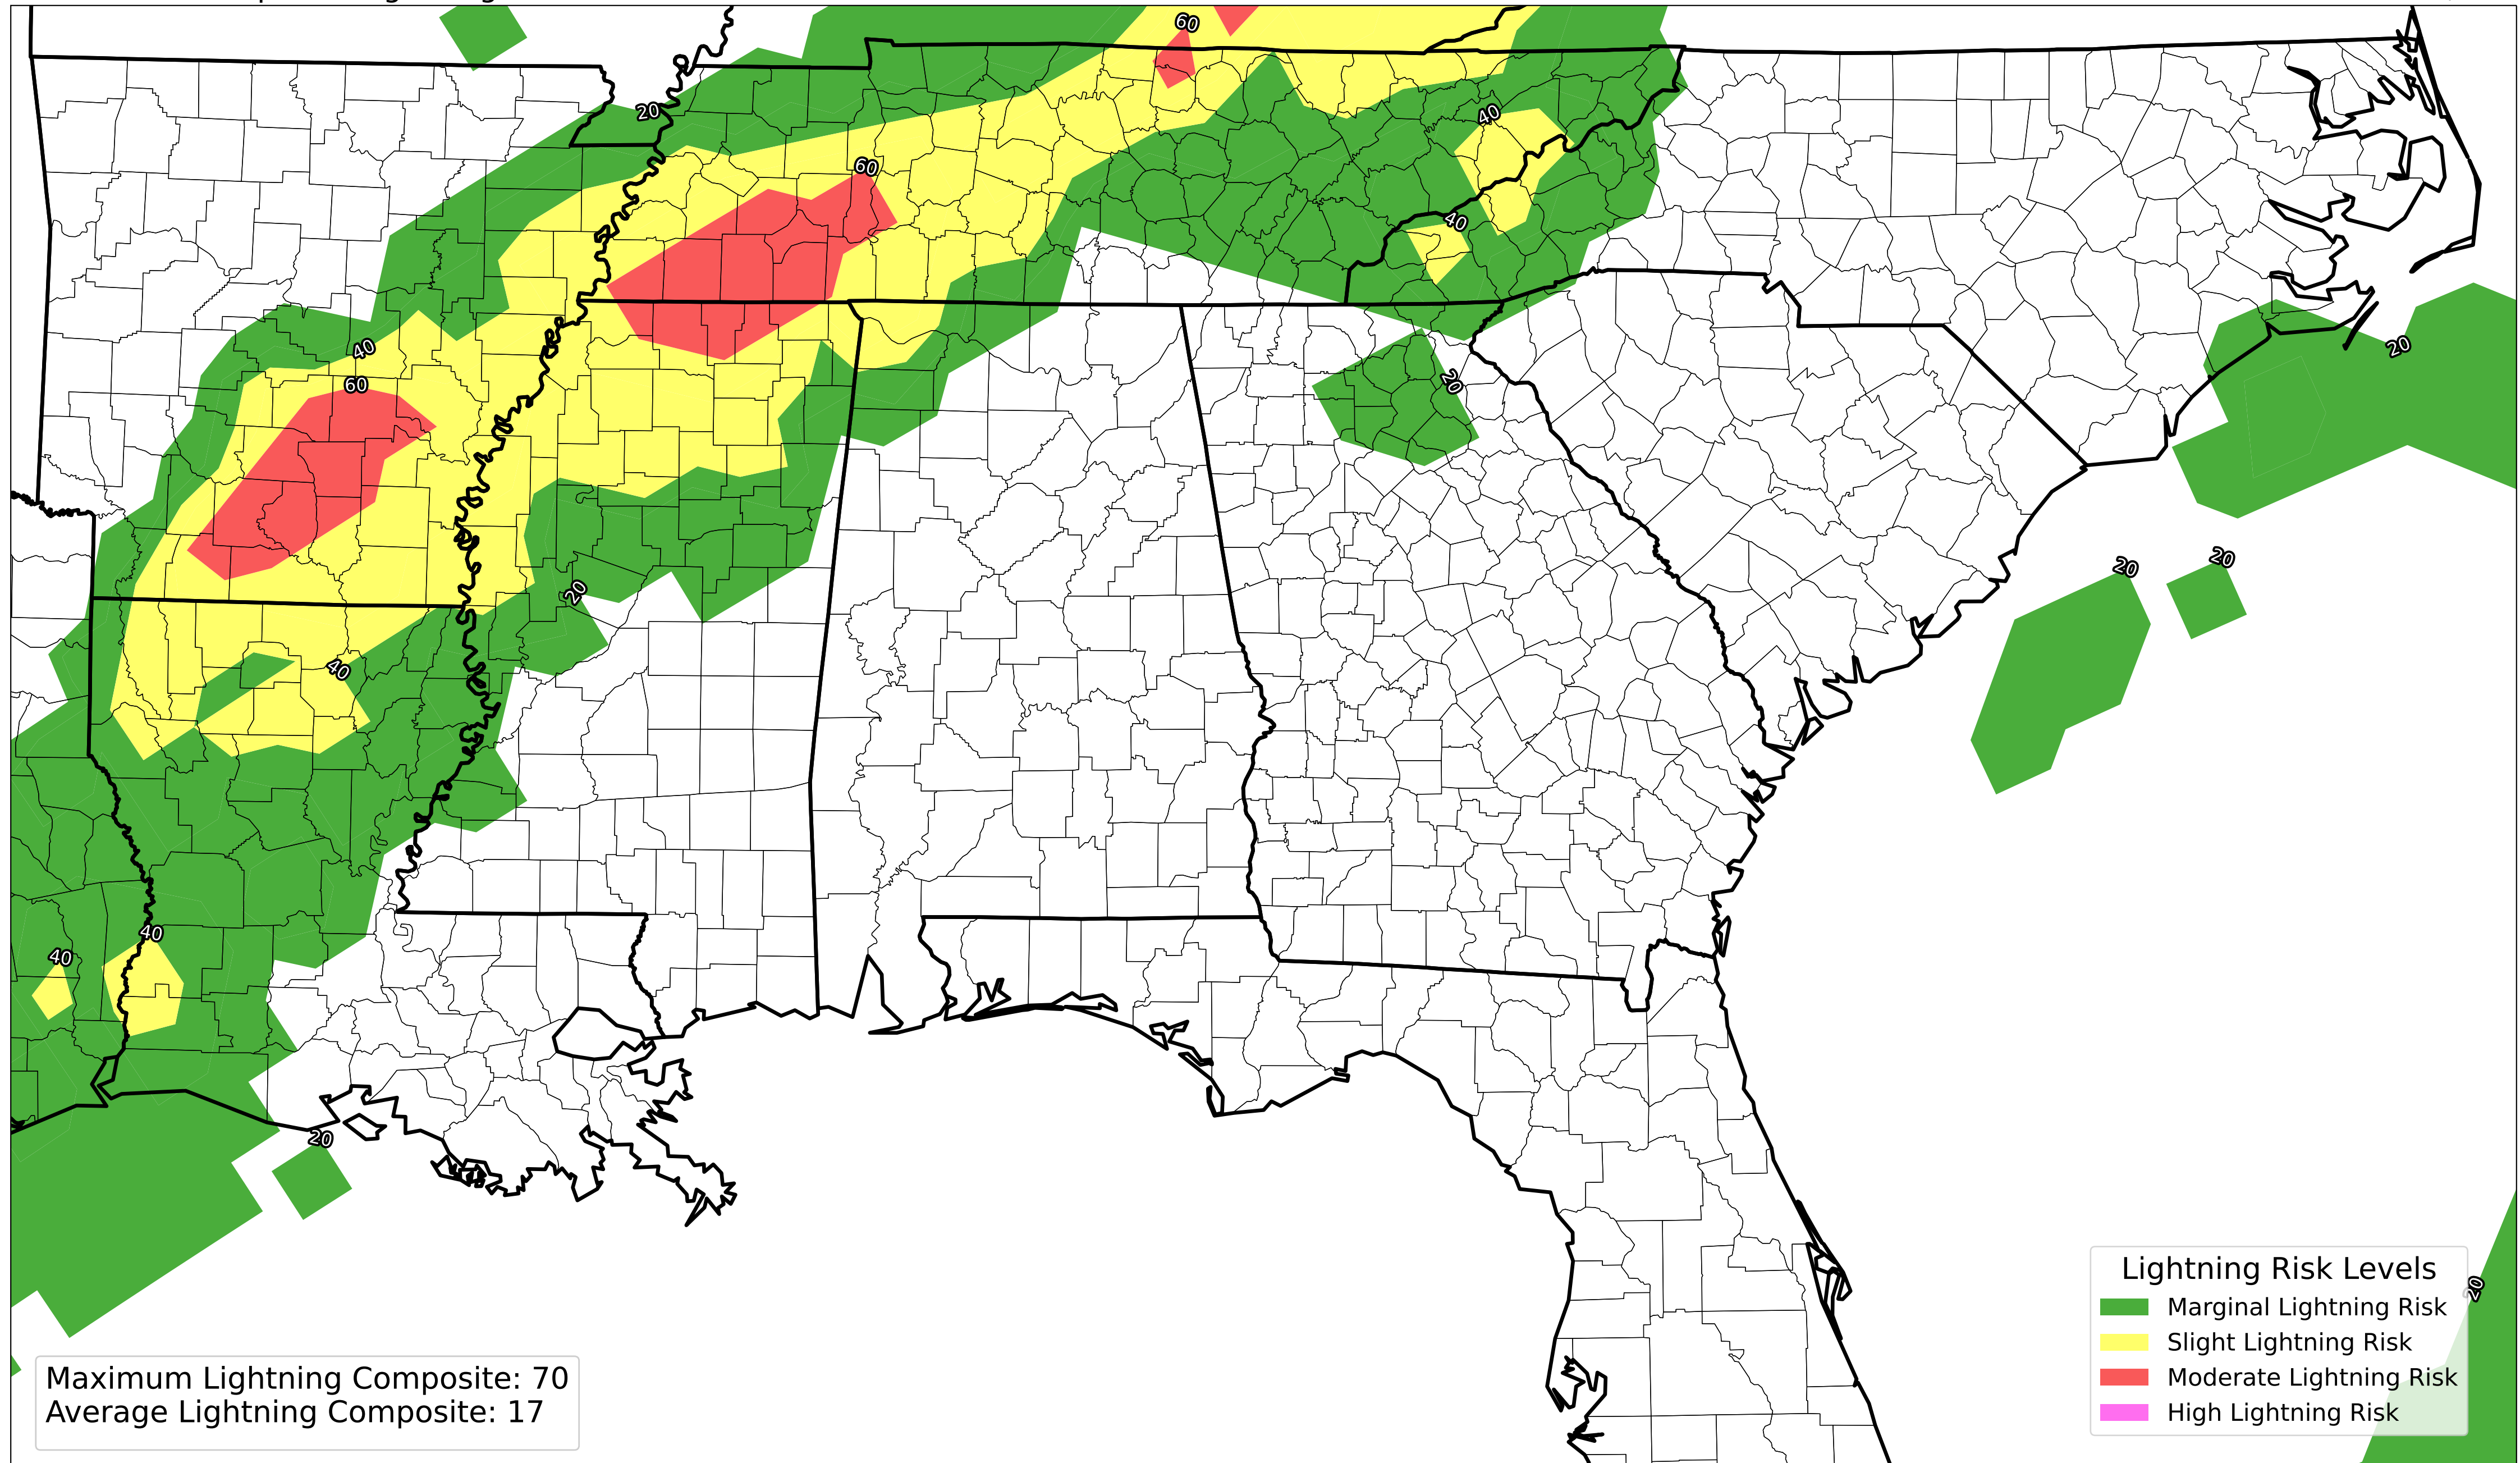 60
20
40
60
40
40
60
20
20
20
20
20
40
40
40
20
20
Lightning Risk Levels
Marginal Lightning Risk
Slight Lightning Risk
Moderate Lightning Risk
High Lightning Risk
Maximum Lightning Composite: 70
Average Lightning Composite: 17